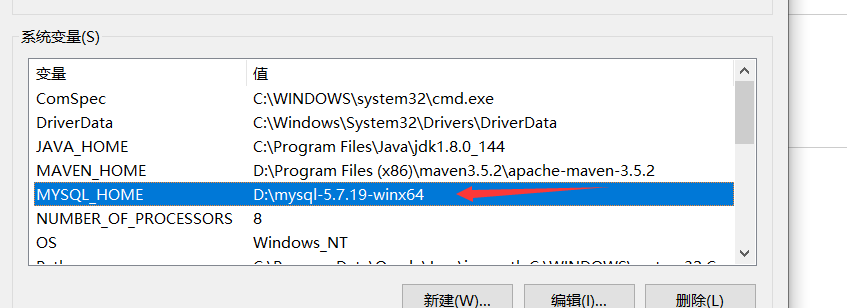 系统变量(S)
变量 值
ComSpec C:\WINDOWS\system32\cmd.exe
DriverData C:\Windows\System32\Drivers\DriverData
JAVA_HOME C:\Program Files\Java\jdk1.8.0_144
MAVEN_HOME D:\Program Files (x86)\maven3.5.2\apache-maven-3.5.2
MYSQL_HOME D:\mysql-5.7.19-winx64
NUMBER_OF_PROCESSORS 8
OS Windows_NT
新建(W)... 编辑(I)... 删除(L)